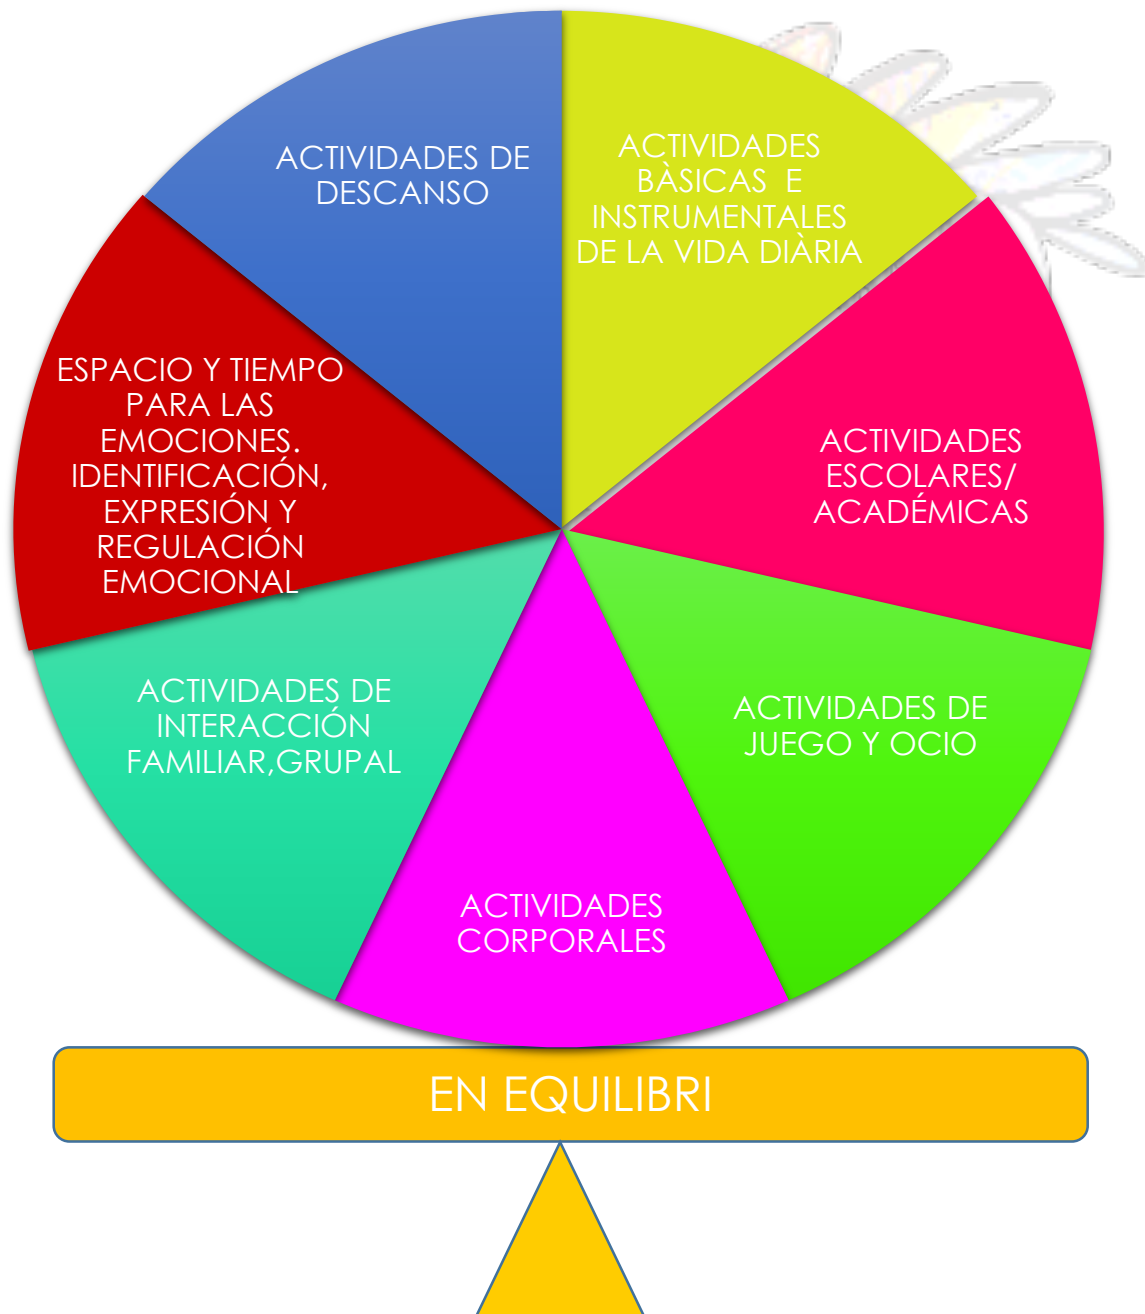 ACTIVIDADES DE
DESCANSO
ACTIVIDADES
BÀSICAS E
INSTRUMENTALES
DE LA VIDA DIÀRIA
ESPACIO Y TIEMPO
PARA LAS
EMOCIONES.
IDENTIFICACIÓN,
EXPRESIÓN Y
REGULACIÓN
EMOCIONAL
ACTIVIDADES
ESCOLARES/
ACADÉMICAS
ACTIVIDADES DE
INTERACCIÓN
FAMILIAR,GRUPAL
ACTIVIDADES DE
JUEGO Y OCIO
ACTIVIDADES
CORPORALES
EN EQUILIBRI